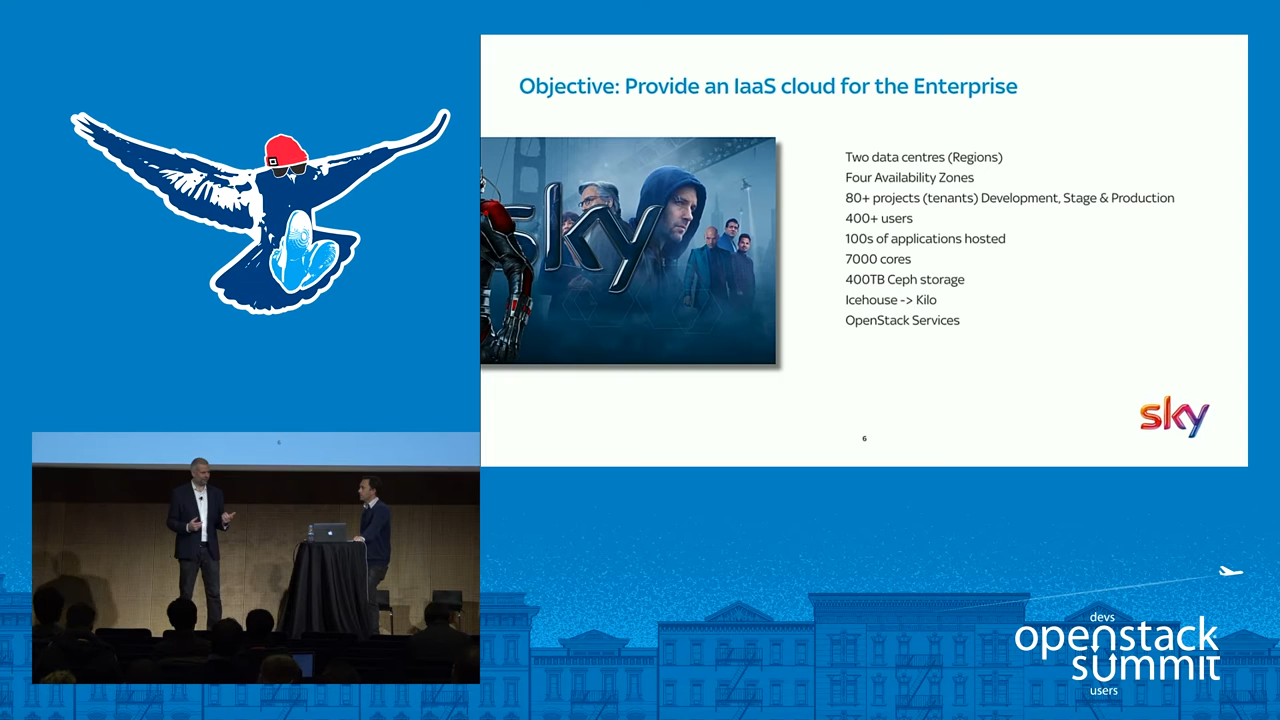 Objective: Provide an IaaS cloud for the Enterprise
sky
Two data centres (Regions)
Four Availability Zones
80+ projects (tenants) Development, Stage & Production
400+ users
100s of applications hosted
7000 cores
400TB Ceph storage
Icehouse -> Kilo
OpenStack Services
sky
6
6
devs
openstack
summit
users